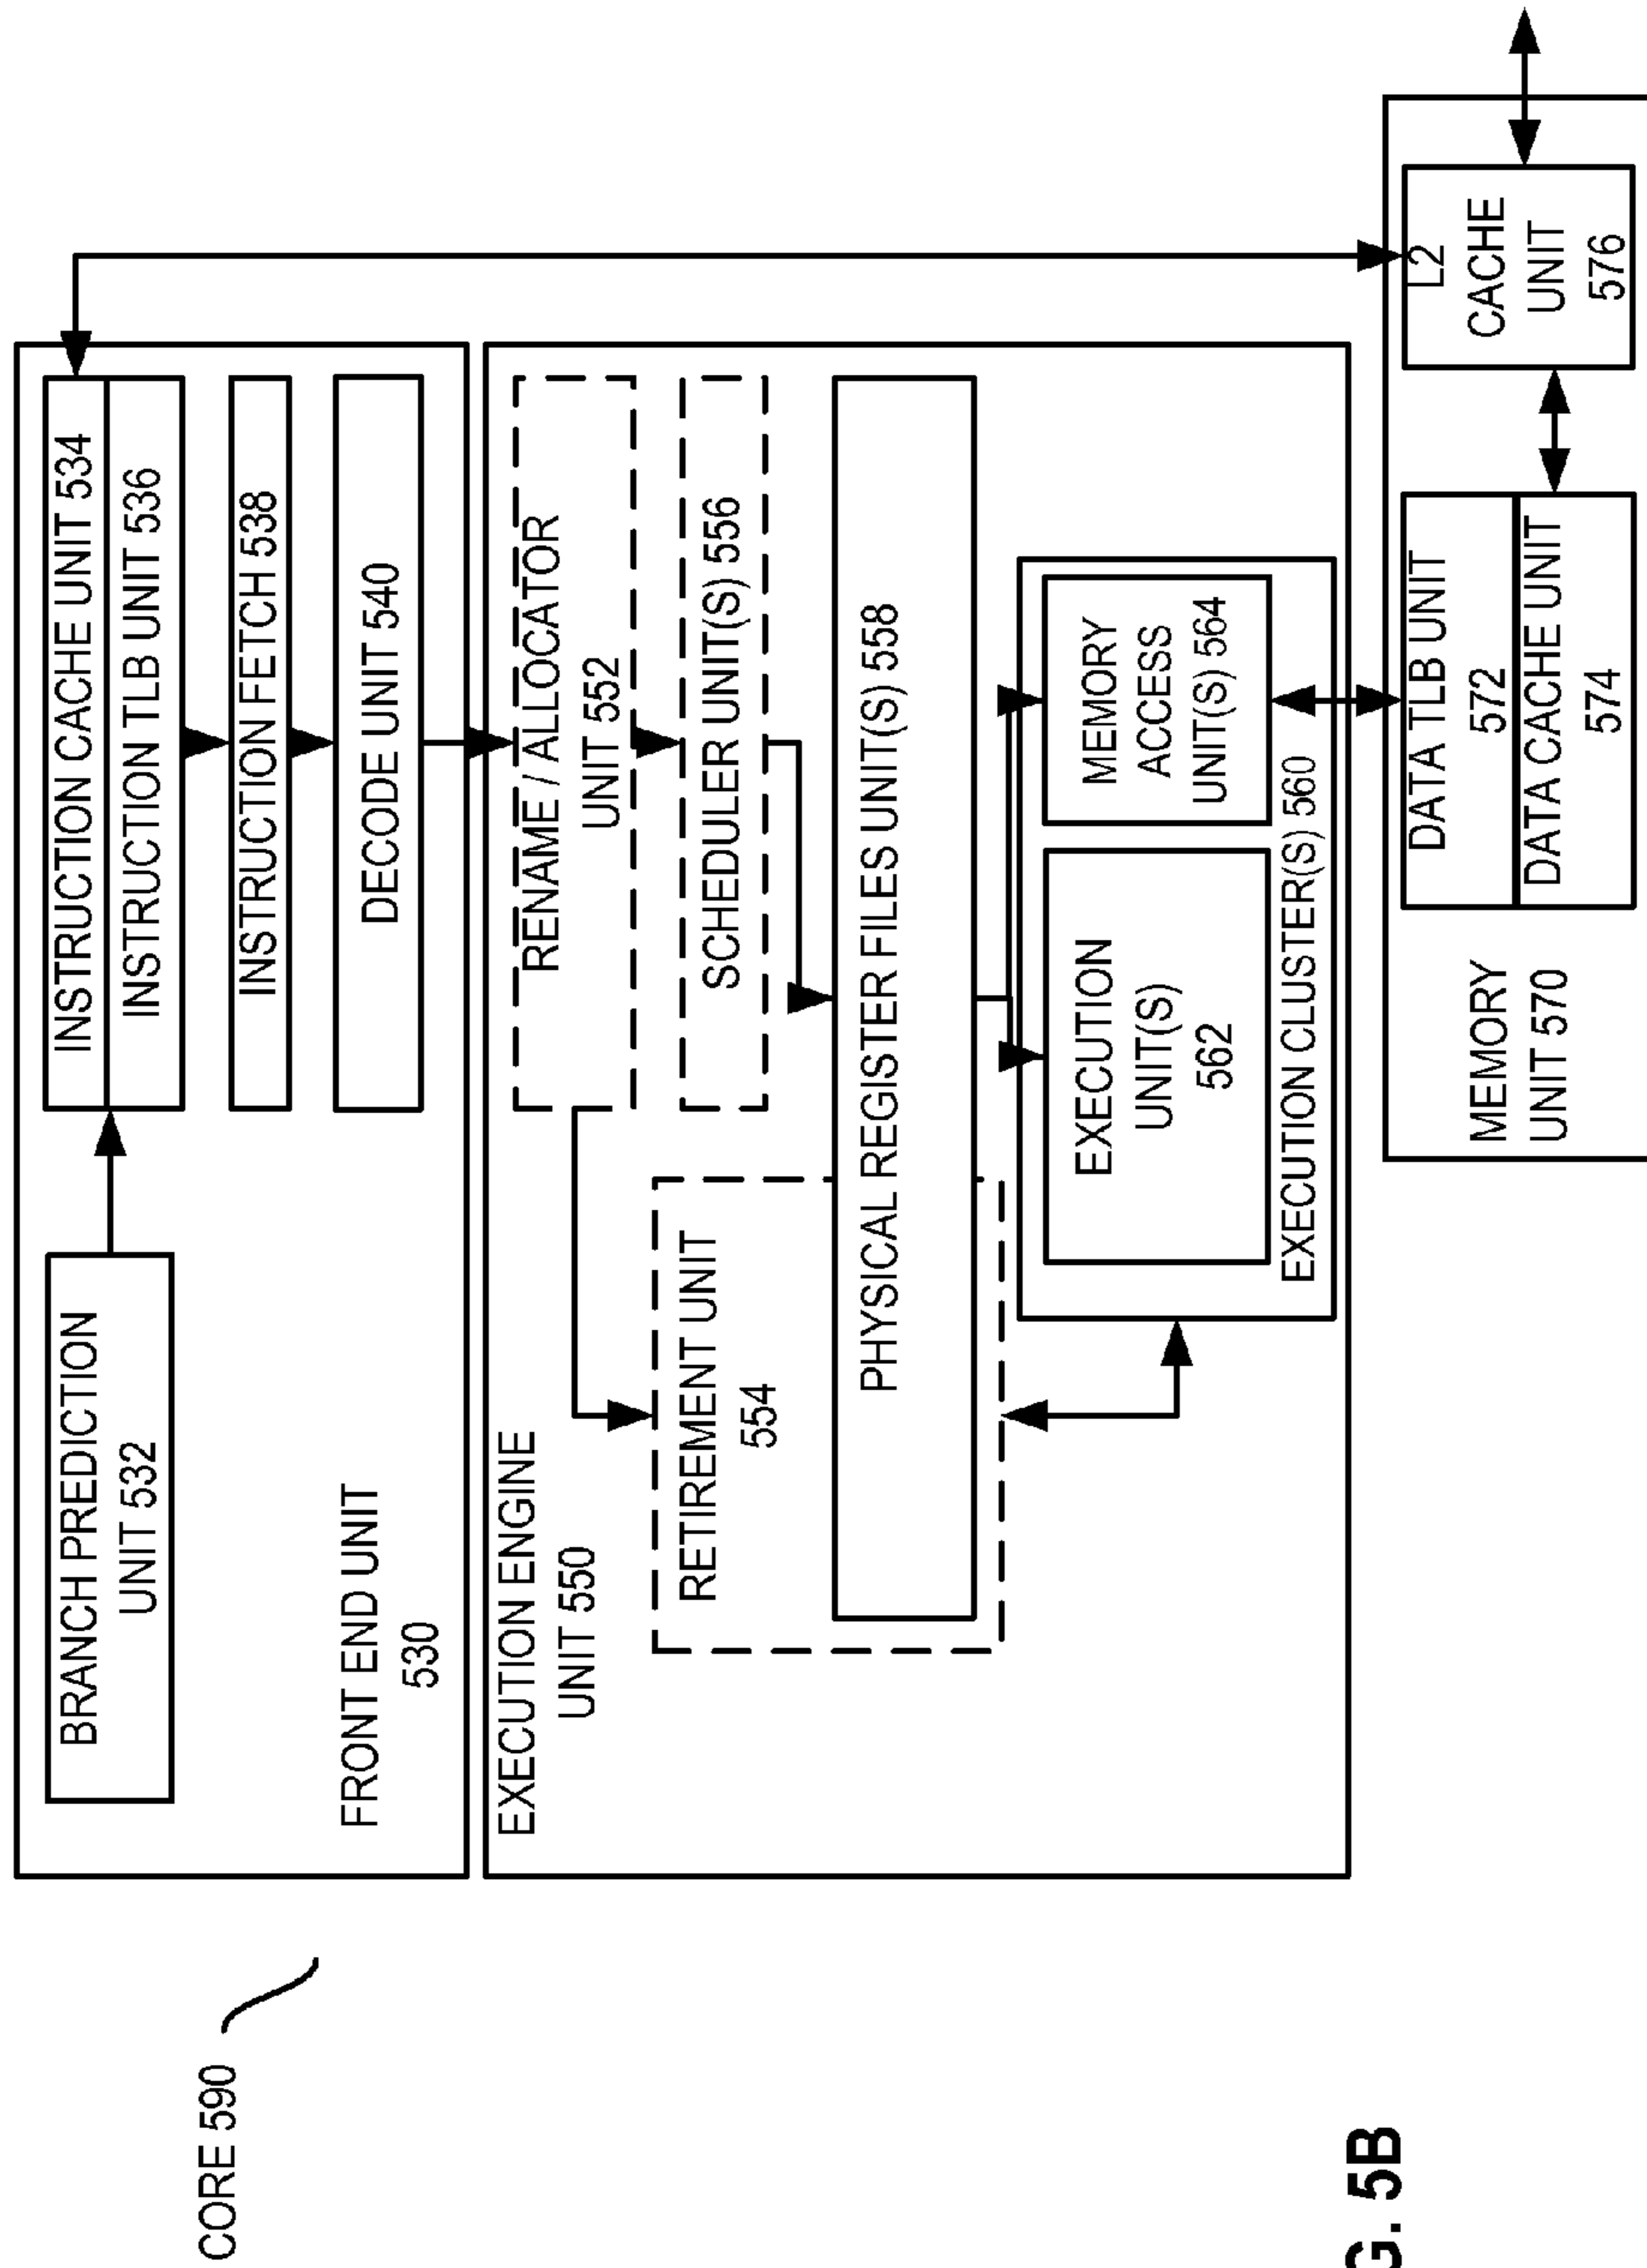 CORE 590
BRANCH PREDICTION
UNIT 532
INSTRUCTION CACHE UNIT 534
INSTRUCTION TLB UNIT 536
INSTRUCTION FETCH 538
DECODE UNIT 540
FRONT END UNIT
530
EXECUTION ENGINE
UNIT 550
RENAME / ALLOCATOR
UNIT 552
RETIREMENT UNIT
554
SCHEDULER UNIT(S) 556
PHYSICAL REGISTER FILES UNIT(S) 558
EXECUTION
UNIT(S)
562
MEMORY
ACCESS
UNIT(S) 564
EXECUTION CLUSTER(S) 560
MEMORY
UNIT 570
DATA TLB UNIT
572
DATA CACHE UNIT
574
L2
CACHE
UNIT
576
G. 5B